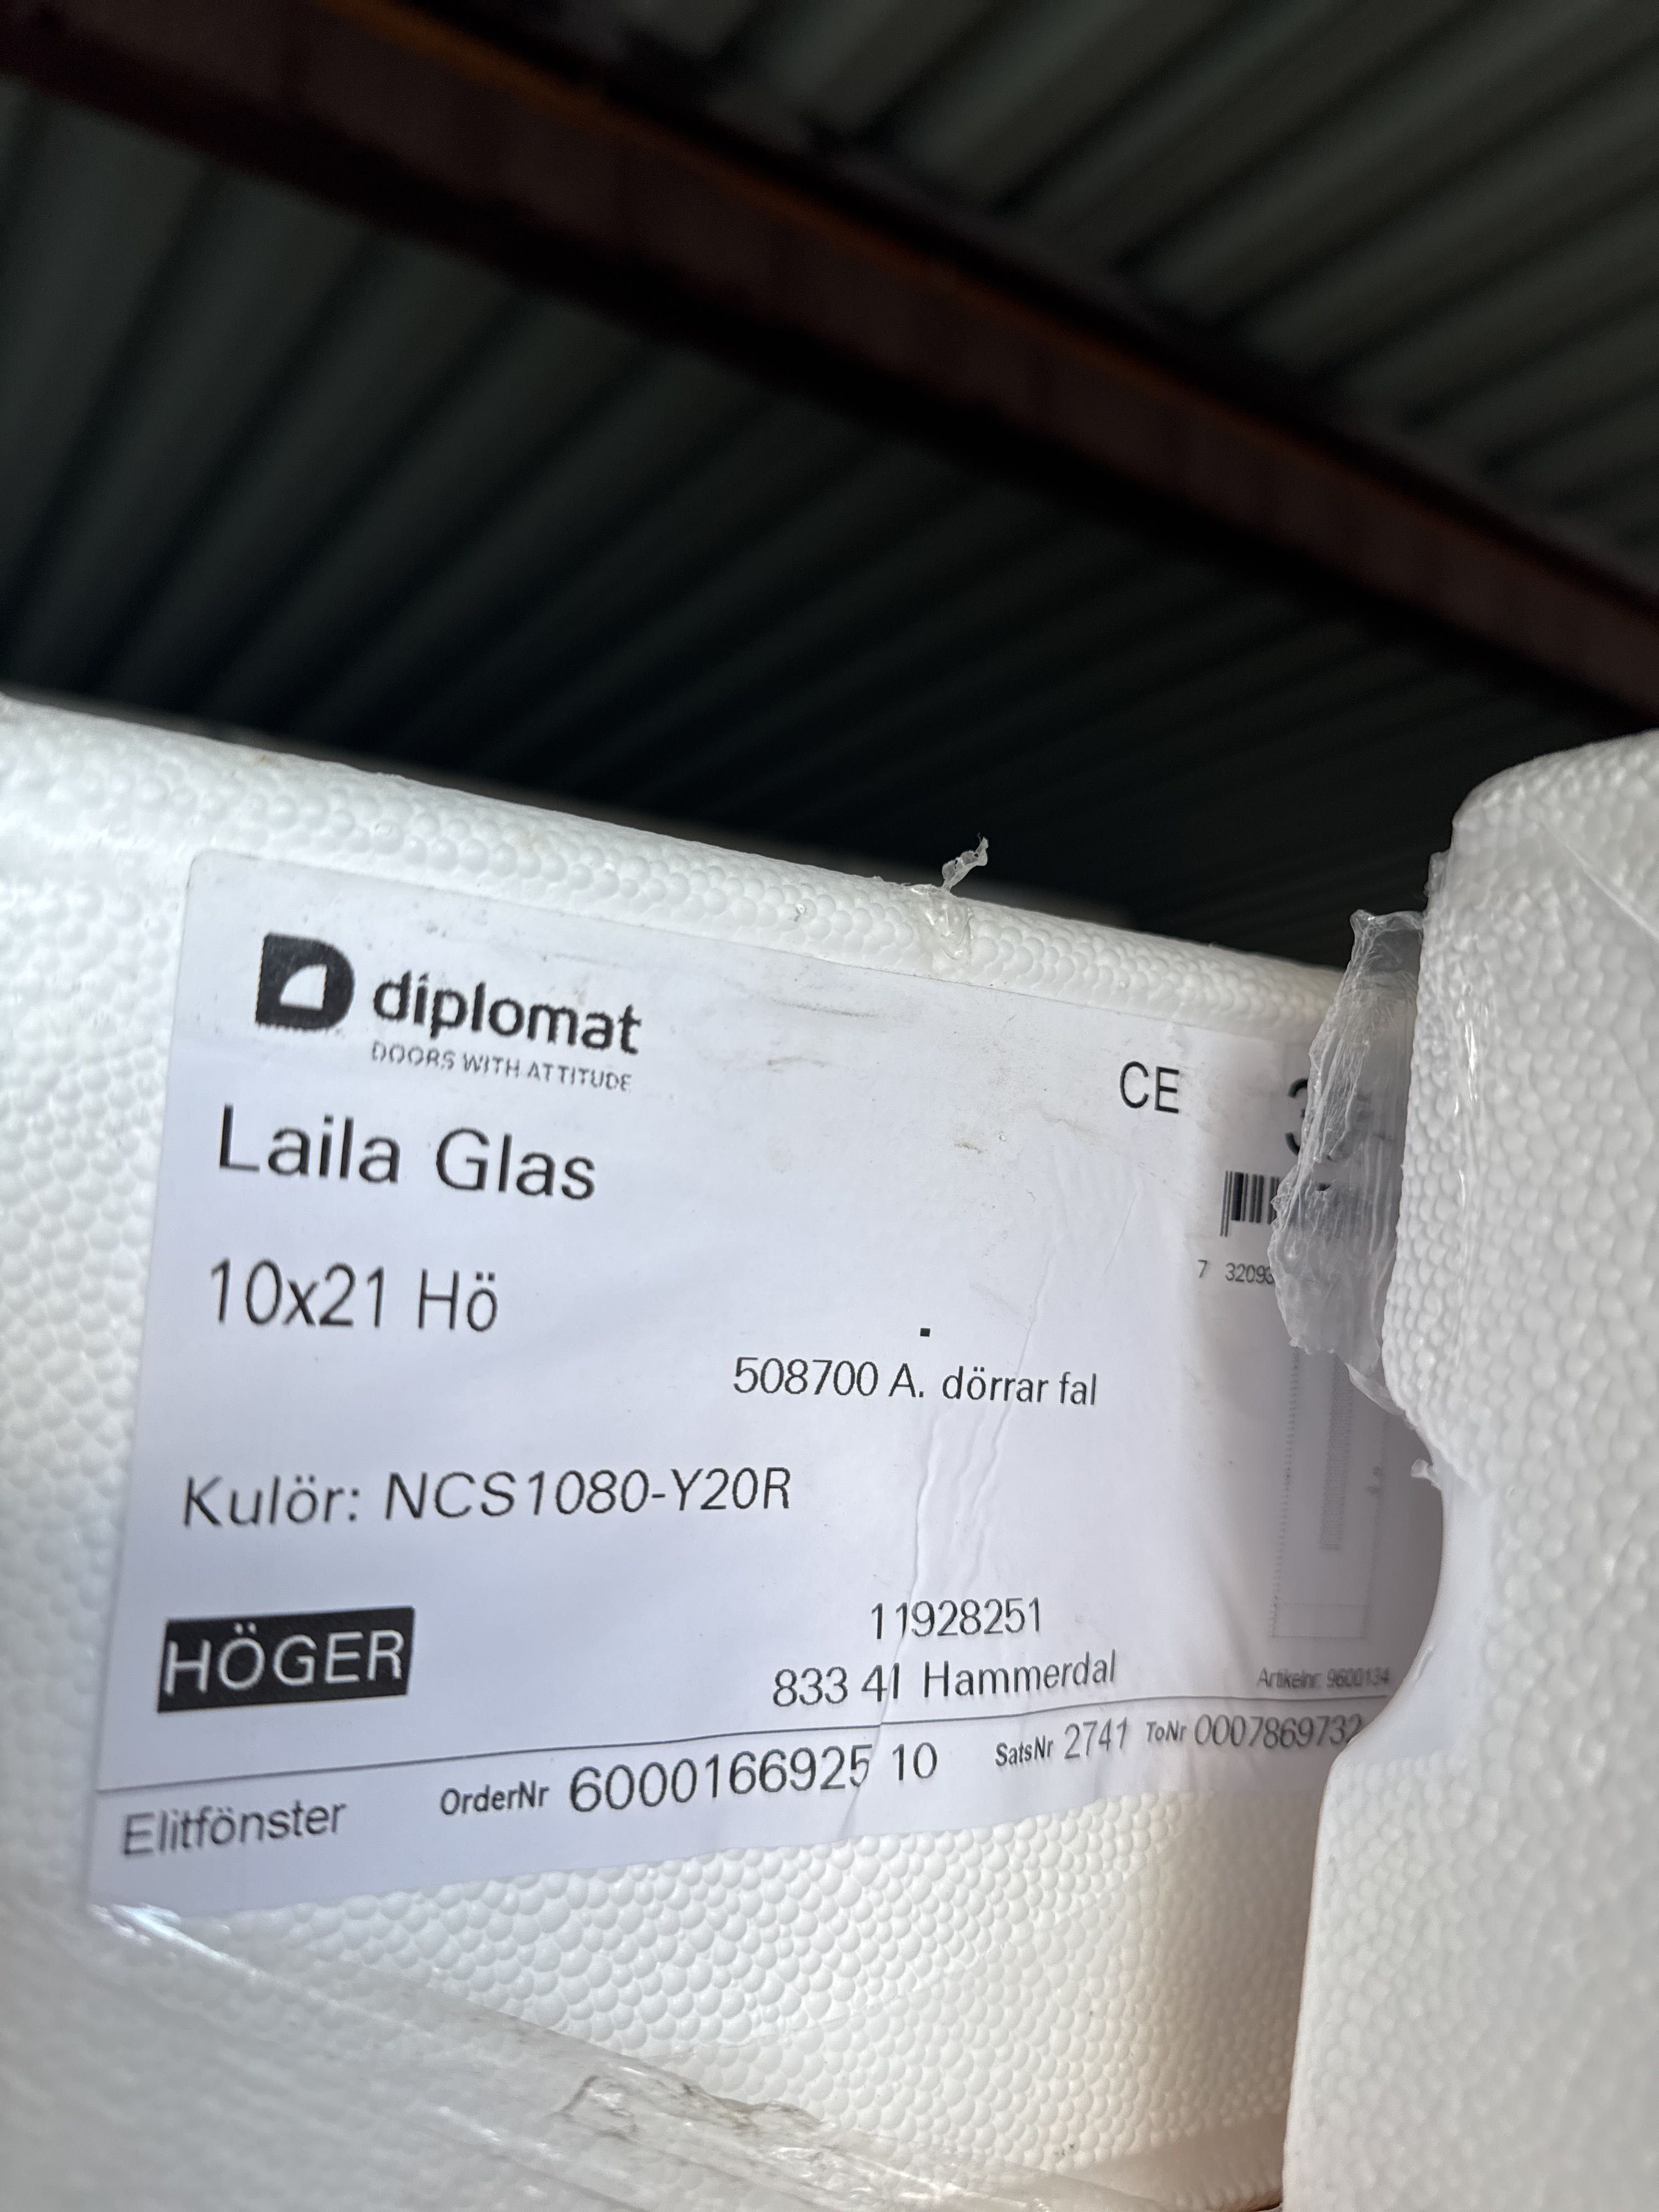 diplomat
DOORS WITH ATTITUDE
CE
Laila Glas
10x21 Hö
7 32093
508700 A. dörrar fal
Kulör: NCS1080-Y20R
HÖGER
11928251
833 41 Hammerdal
Artikelnr: 9600134
Elitfönster
OrderNr 6000166925 10
SatsNr 2741 ToNr 0007869732